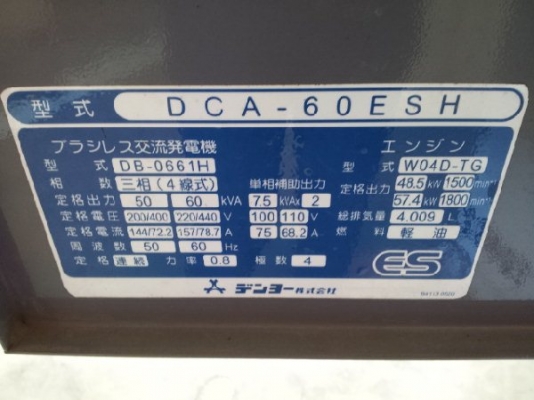 型式 DCA-60ESH
ブラシレス交流発電機 エンジン
型式 DB-0661H 型式 W04D-TG
相数 三相(4線式) 単相補助出力 定格出力 48.5 kW 1500min⁻¹
定格出力 50 60 kVA 7.5 kVA× 2 57.4 kW 1800min⁻¹
定格電圧 200/400 220/440 V 100 110 V 総排気量 4.009 L
定格電流 144/72.2 157/78.7 A 75 68.2 A 燃料 軽油
周波数 50 60 Hz
定格 連続 力率 0.8 極数 4 ES
デンヨー株式会社